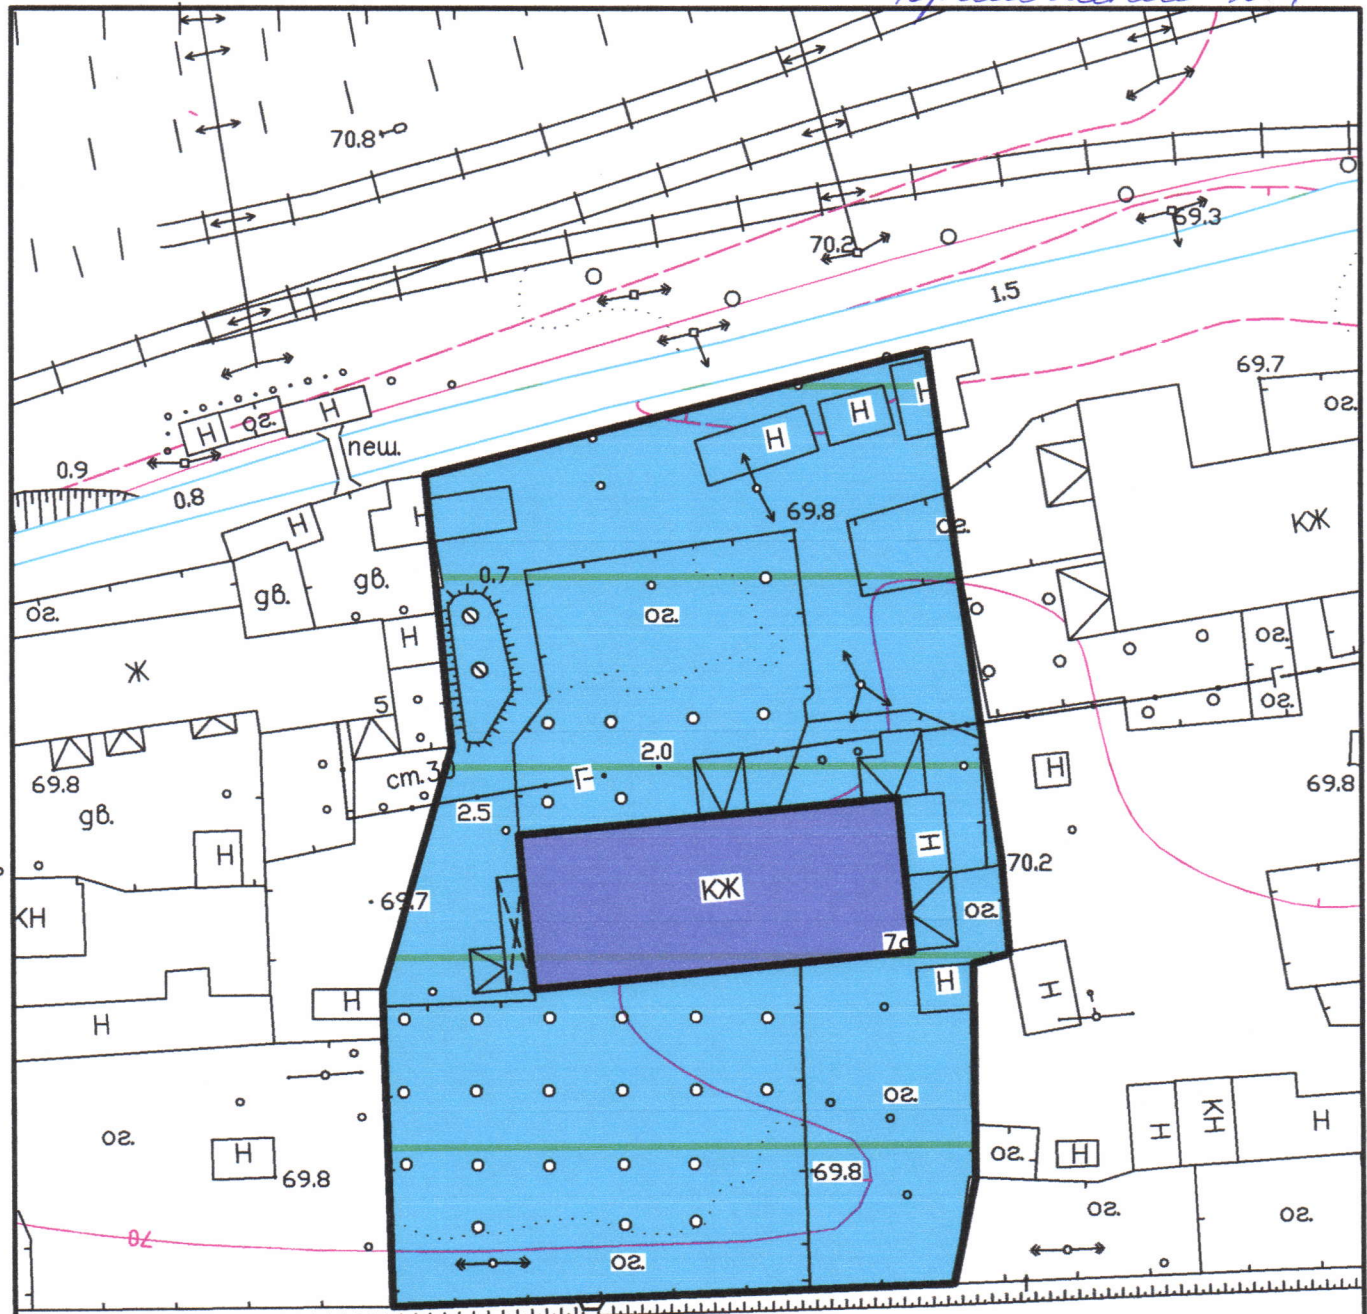 70.8
70.2
69.3
1.5
69.7
ог.
Н
ог.
Н
Н
Н
Н
0.9
0.8
пеш.
Н
Н
69.8
ог.
КЖ
0.7
дв.
дв.
ог.
Н
ог.
ог.
Ж
5
Г
ог.
2.0
ст.3
Г
Н
69.8
69.8
дв.
2.5
Н
Н
70.2
КЖ
69.7
КН
ог.
7а
Н
Н
Н
Н
ог.
ог.
Н
Н
КН
Н
ог.
Н
69.8
69.8
ог.
ог.
70
ог.